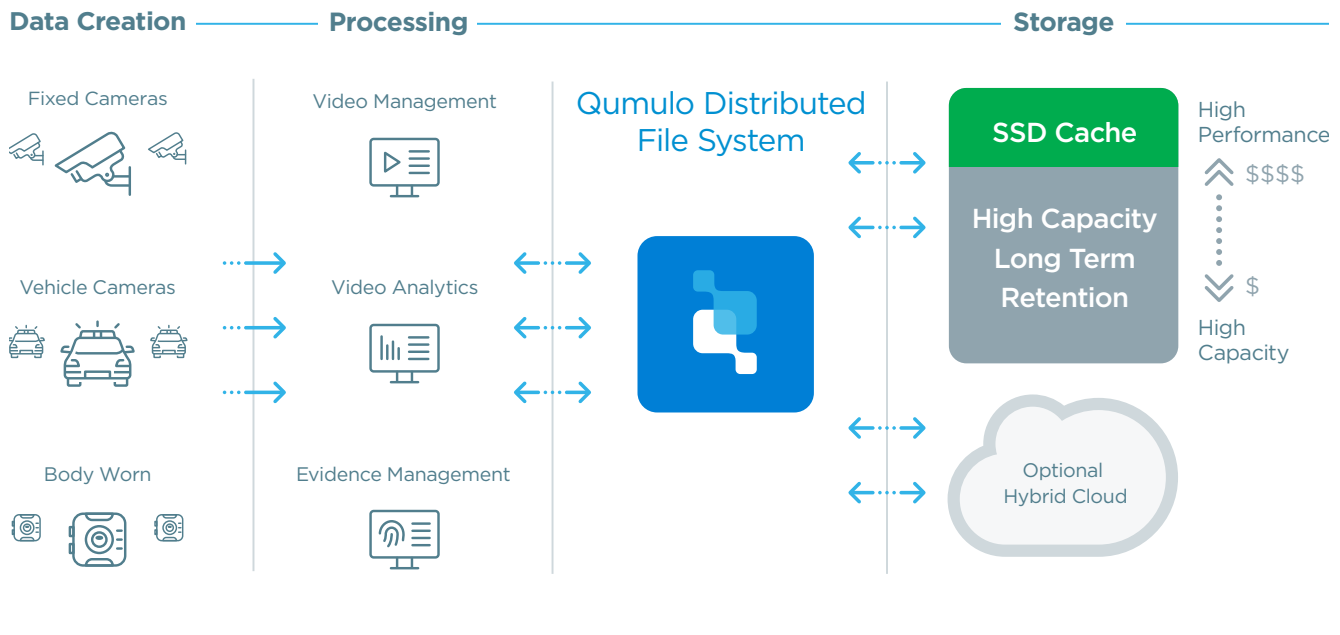 Data Creation
Processing
Storage
Fixed Cameras
Vehicle Cameras
Body Worn
Video Management
Video Analytics
Evidence Management
Qumulo Distributed
File System
SSD Cache
High Capacity
Long Term
Retention
High
Performance
$$$$
$
High
Capacity
Optional
Hybrid Cloud